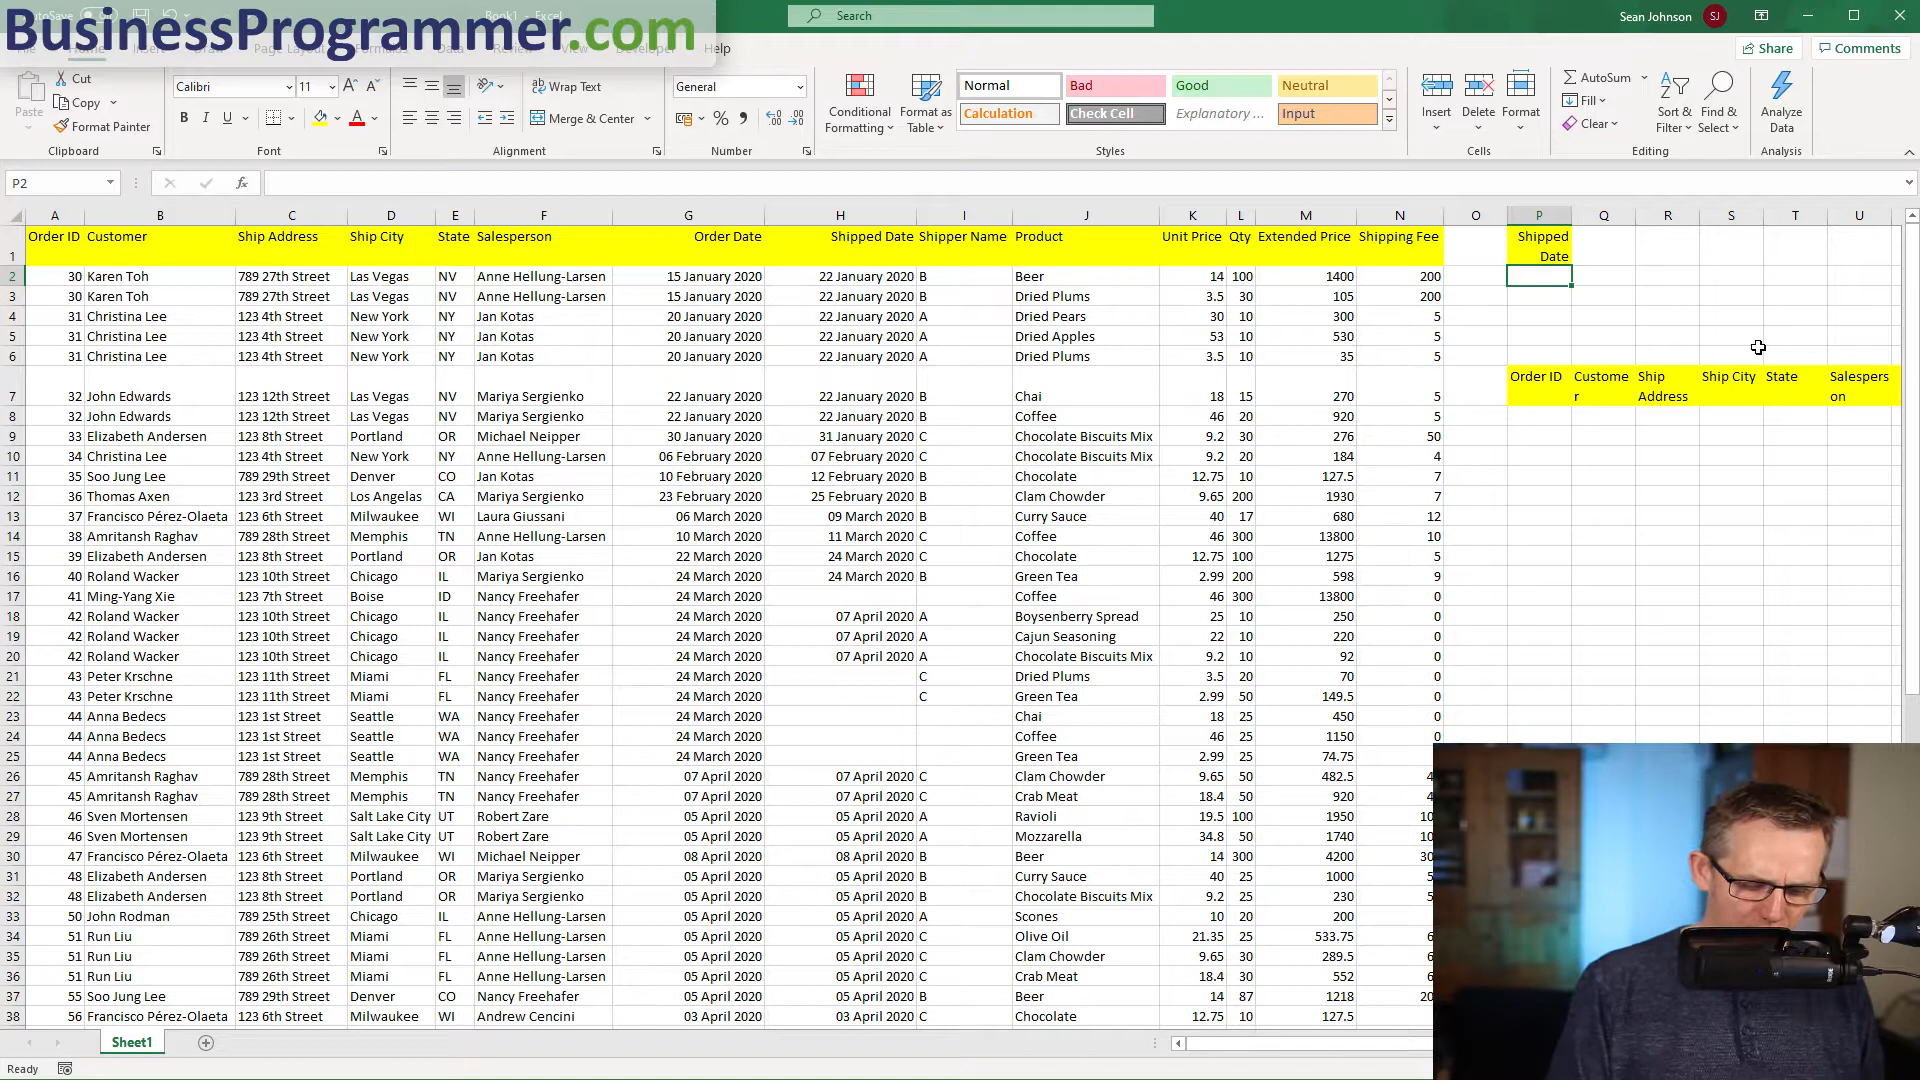 BusinessProgrammer.com
Search
Sean Johnson SJ
Help
Share Comments
Paste
Cut
Copy
Format Painter
Clipboard
Calibri 11
B I U
Font
Wrap Text
Merge & Center
Alignment
General
Number
Conditional Formatting
Format as Table
Normal Bad Good Neutral
Calculation Check Cell Explanatory ... Input
Styles
Insert Delete Format
Cells
AutoSum
Fill
Clear
Sort & Filter
Find & Select
Editing
Analyze Data
Analysis
P2
fx
A B C D E F G H I J K L M N O P Q R S T U
1 Order ID Customer Ship Address Ship City State Salesperson Order Date Shipped Date Shipper Name Product Unit Price Qty Extended Price Shipping Fee Shipped Date
2 30 Karen Toh 789 27th Street Las Vegas NV Anne Hellung-Larsen 15 January 2020 22 January 2020 B Beer 14 100 1400 200
3 30 Karen Toh 789 27th Street Las Vegas NV Anne Hellung-Larsen 15 January 2020 22 January 2020 B Dried Plums 3.5 30 105 200
4 31 Christina Lee 123 4th Street New York NY Jan Kotas 20 January 2020 22 January 2020 A Dried Pears 30 10 300 5
5 31 Christina Lee 123 4th Street New York NY Jan Kotas 20 January 2020 22 January 2020 A Dried Apples 53 10 530 5
6 31 Christina Lee 123 4th Street New York NY Jan Kotas 20 January 2020 22 January 2020 A Dried Plums 3.5 10 35 5
Order ID Customer Ship Address Ship City State Salesperson
7 32 John Edwards 123 12th Street Las Vegas NV Mariya Sergienko 22 January 2020 22 January 2020 B Chai 18 15 270 5
8 32 John Edwards 123 12th Street Las Vegas NV Mariya Sergienko 22 January 2020 22 January 2020 B Coffee 46 20 920 5
9 33 Elizabeth Andersen 123 8th Street Portland OR Michael Neipper 30 January 2020 31 January 2020 C Chocolate Biscuits Mix 9.2 30 276 50
10 34 Christina Lee 123 4th Street New York NY Anne Hellung-Larsen 06 February 2020 07 February 2020 C Chocolate Biscuits Mix 9.2 20 184 4
11 35 Soo Jung Lee 789 29th Street Denver CO Jan Kotas 10 February 2020 12 February 2020 B Chocolate 12.75 10 127.5 7
12 36 Thomas Axen 123 3rd Street Los Angelas CA Mariya Sergienko 23 February 2020 25 February 2020 B Clam Chowder 9.65 200 1930 7
13 37 Francisco Pérez-Olaeta 123 6th Street Milwaukee WI Laura Giussani 06 March 2020 09 March 2020 B Curry Sauce 40 17 680 12
14 38 Amritansh Raghav 789 28th Street Memphis TN Anne Hellung-Larsen 10 March 2020 11 March 2020 C Coffee 46 300 13800 10
15 39 Elizabeth Andersen 123 8th Street Portland OR Jan Kotas 22 March 2020 24 March 2020 C Chocolate 12.75 100 1275 5
16 40 Roland Wacker 123 10th Street Chicago IL Mariya Sergienko 24 March 2020 24 March 2020 B Green Tea 2.99 200 598 9
17 41 Ming-Yang Xie 123 7th Street Boise ID Nancy Freehafer 24 March 2020 Coffee 46 300 13800 0
18 42 Roland Wacker 123 10th Street Chicago IL Nancy Freehafer 24 March 2020 07 April 2020 A Boysenberry Spread 25 10 250 0
19 42 Roland Wacker 123 10th Street Chicago IL Nancy Freehafer 24 March 2020 07 April 2020 A Cajun Seasoning 22 10 220 0
20 42 Roland Wacker 123 10th Street Chicago IL Nancy Freehafer 24 March 2020 07 April 2020 A Chocolate Biscuits Mix 9.2 10 92 0
21 43 Peter Krschne 123 11th Street Miami FL Nancy Freehafer 24 March 2020 C Dried Plums 3.5 20 70 0
22 43 Peter Krschne 123 11th Street Miami FL Nancy Freehafer 24 March 2020 C Green Tea 2.99 50 149.5 0
23 44 Anna Bedecs 123 1st Street Seattle WA Nancy Freehafer 24 March 2020 Chai 18 25 450 0
24 44 Anna Bedecs 123 1st Street Seattle WA Nancy Freehafer 24 March 2020 Coffee 46 25 1150
25 44 Anna Bedecs 123 1st Street Seattle WA Nancy Freehafer 24 March 2020 Green Tea 2.99 25 74.75
26 45 Amritansh Raghav 789 28th Street Memphis TN Nancy Freehafer 07 April 2020 07 April 2020 C Clam Chowder 9.65 50 482.5 4
27 45 Amritansh Raghav 789 28th Street Memphis TN Nancy Freehafer 07 April 2020 07 April 2020 C Crab Meat 18.4 50 920 4
28 46 Sven Mortensen 123 9th Street Salt Lake City UT Robert Zare 05 April 2020 05 April 2020 A Ravioli 19.5 100 1950 10
29 46 Sven Mortensen 123 9th Street Salt Lake City UT Robert Zare 05 April 2020 05 April 2020 A Mozzarella 34.8 50 1740 10
30 47 Francisco Pérez-Olaeta 123 6th Street Milwaukee WI Michael Neipper 08 April 2020 08 April 2020 B Beer 14 300 4200 30
31 48 Elizabeth Andersen 123 8th Street Portland OR Mariya Sergienko 05 April 2020 05 April 2020 B Curry Sauce 40 25 1000 5
32 48 Elizabeth Andersen 123 8th Street Portland OR Mariya Sergienko 05 April 2020 05 April 2020 B Chocolate Biscuits Mix 9.2 25 230 5
33 50 John Rodman 789 25th Street Chicago IL Anne Hellung-Larsen 05 April 2020 05 April 2020 A Scones 10 20 200
34 51 Run Liu 789 26th Street Miami FL Anne Hellung-Larsen 05 April 2020 05 April 2020 C Olive Oil 21.35 25 533.75 6
35 51 Run Liu 789 26th Street Miami FL Anne Hellung-Larsen 05 April 2020 05 April 2020 C Clam Chowder 9.65 30 289.5 6
36 51 Run Liu 789 26th Street Miami FL Anne Hellung-Larsen 05 April 2020 05 April 2020 C Crab Meat 18.4 30 552 6
37 55 Soo Jung Lee 789 29th Street Denver CO Nancy Freehafer 05 April 2020 05 April 2020 B Beer 14 87 1218 20
38 56 Francisco Pérez-Olaeta 123 6th Street Milwaukee WI Andrew Cencini 03 April 2020 03 April 2020 C Chocolate 12.75 10 127.5
Sheet1
Ready